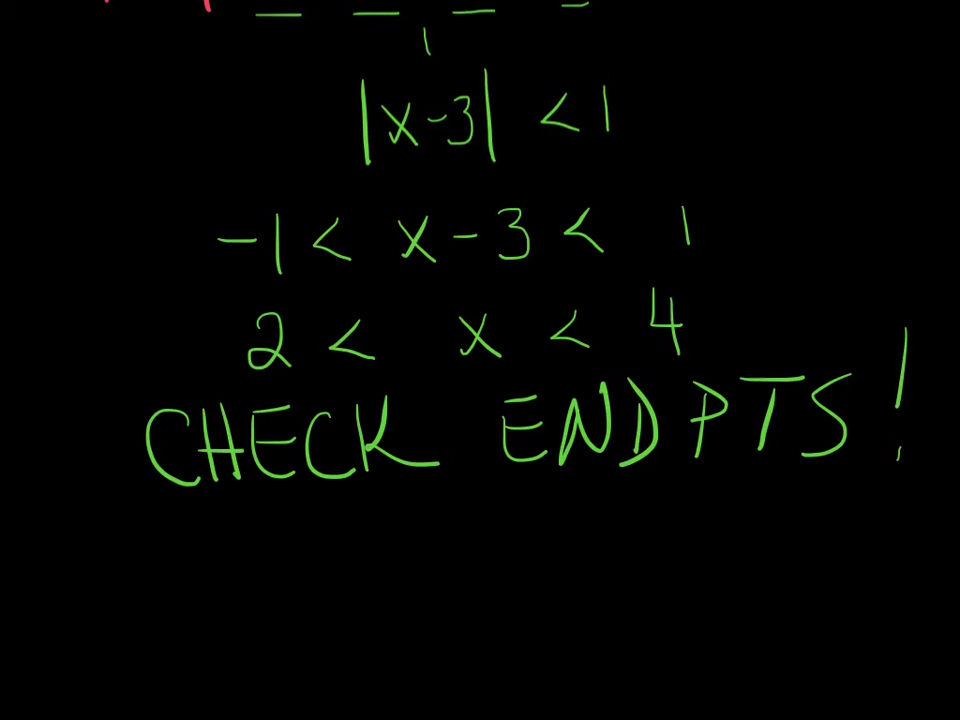 |x-3| < 1
-1 < x - 3 < 1
2 < x < 4
CHECK ENDPTS!